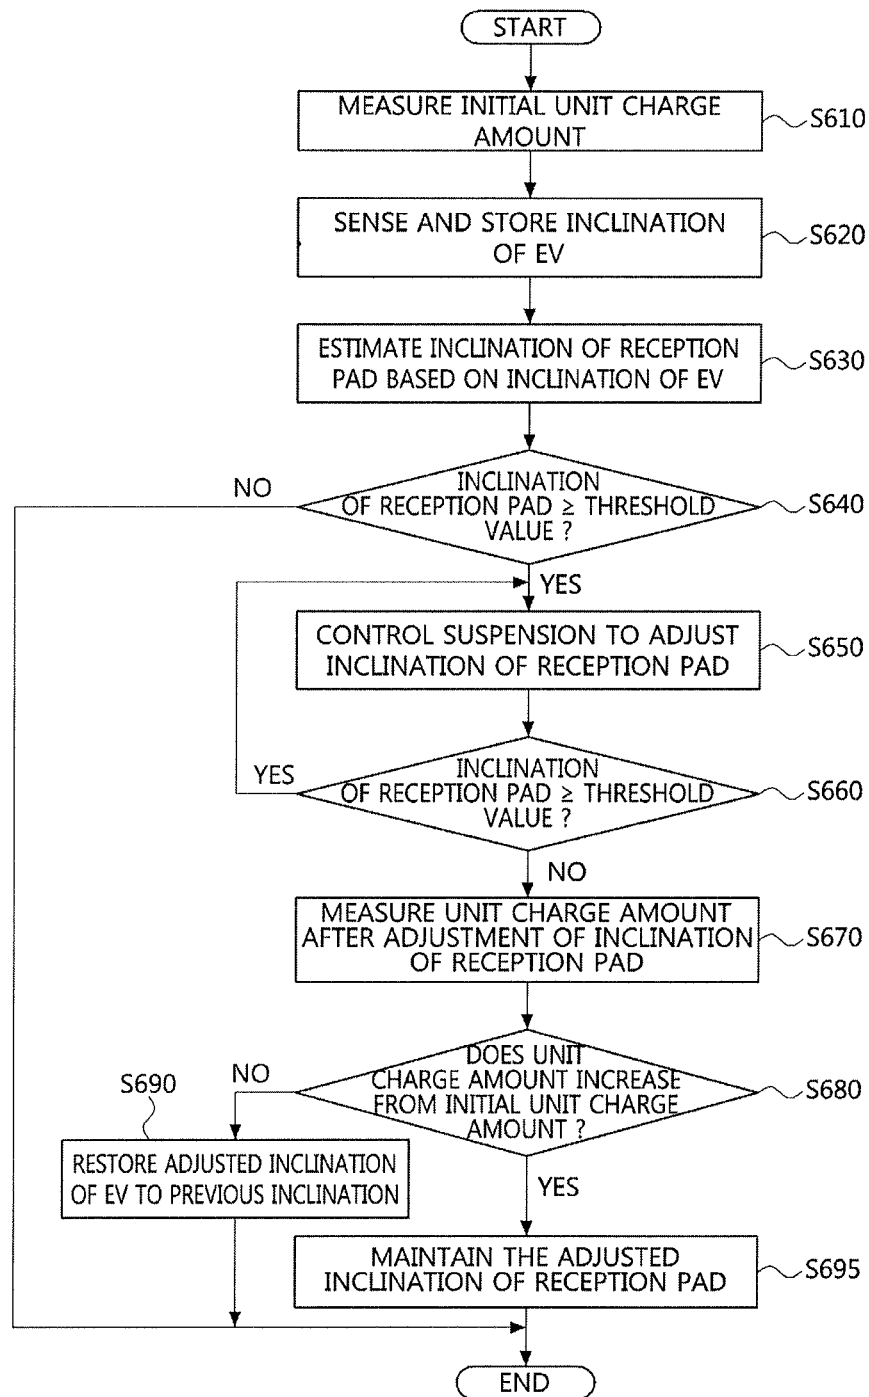 START
MEASURE INITIAL UNIT CHARGE
AMOUNT
S610
SENSE AND STORE INCLINATION
OF EV
S620
ESTIMATE INCLINATION OF RECEPTION
PAD BASED ON INCLINATION OF EV
S630
NO
INCLINATION
OF RECEPTION PAD ≥ THRESHOLD
VALUE ?
S640
YES
CONTROL SUSPENSION TO ADJUST
INCLINATION OF RECEPTION PAD
S650
YES
INCLINATION
OF RECEPTION PAD ≥ THRESHOLD
VALUE ?
S660
NO
MEASURE UNIT CHARGE AMOUNT
AFTER ADJUSTMENT OF INCLINATION
OF RECEPTION PAD
S670
DOES UNIT
CHARGE AMOUNT INCREASE
FROM INITIAL UNIT CHARGE
AMOUNT ?
S680
NO
S690
RESTORE ADJUSTED INCLINATION
OF EV TO PREVIOUS INCLINATION
YES
MAINTAIN THE ADJUSTED
INCLINATION OF RECEPTION PAD
S695
END